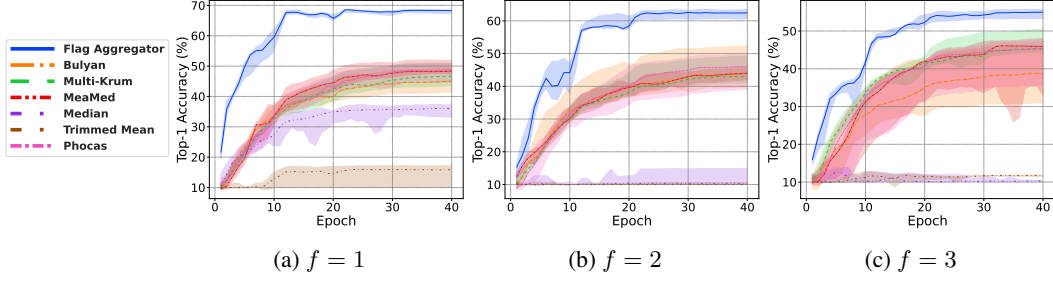 Flag Aggregator
Bulyan
Multi-Krum
MeaMed
Median
Trimmed Mean
Phocas
Top-1 Accuracy (%)
70
60
50
40
30
20
10
0 10 20 30 40
Epoch
(a) f = 1
Top-1 Accuracy (%)
60
50
40
30
20
10
0 10 20 30 40
Epoch
(b) f = 2
Top-1 Accuracy (%)
50
40
30
20
10
0 10 20 30 40
Epoch
(c) f = 3